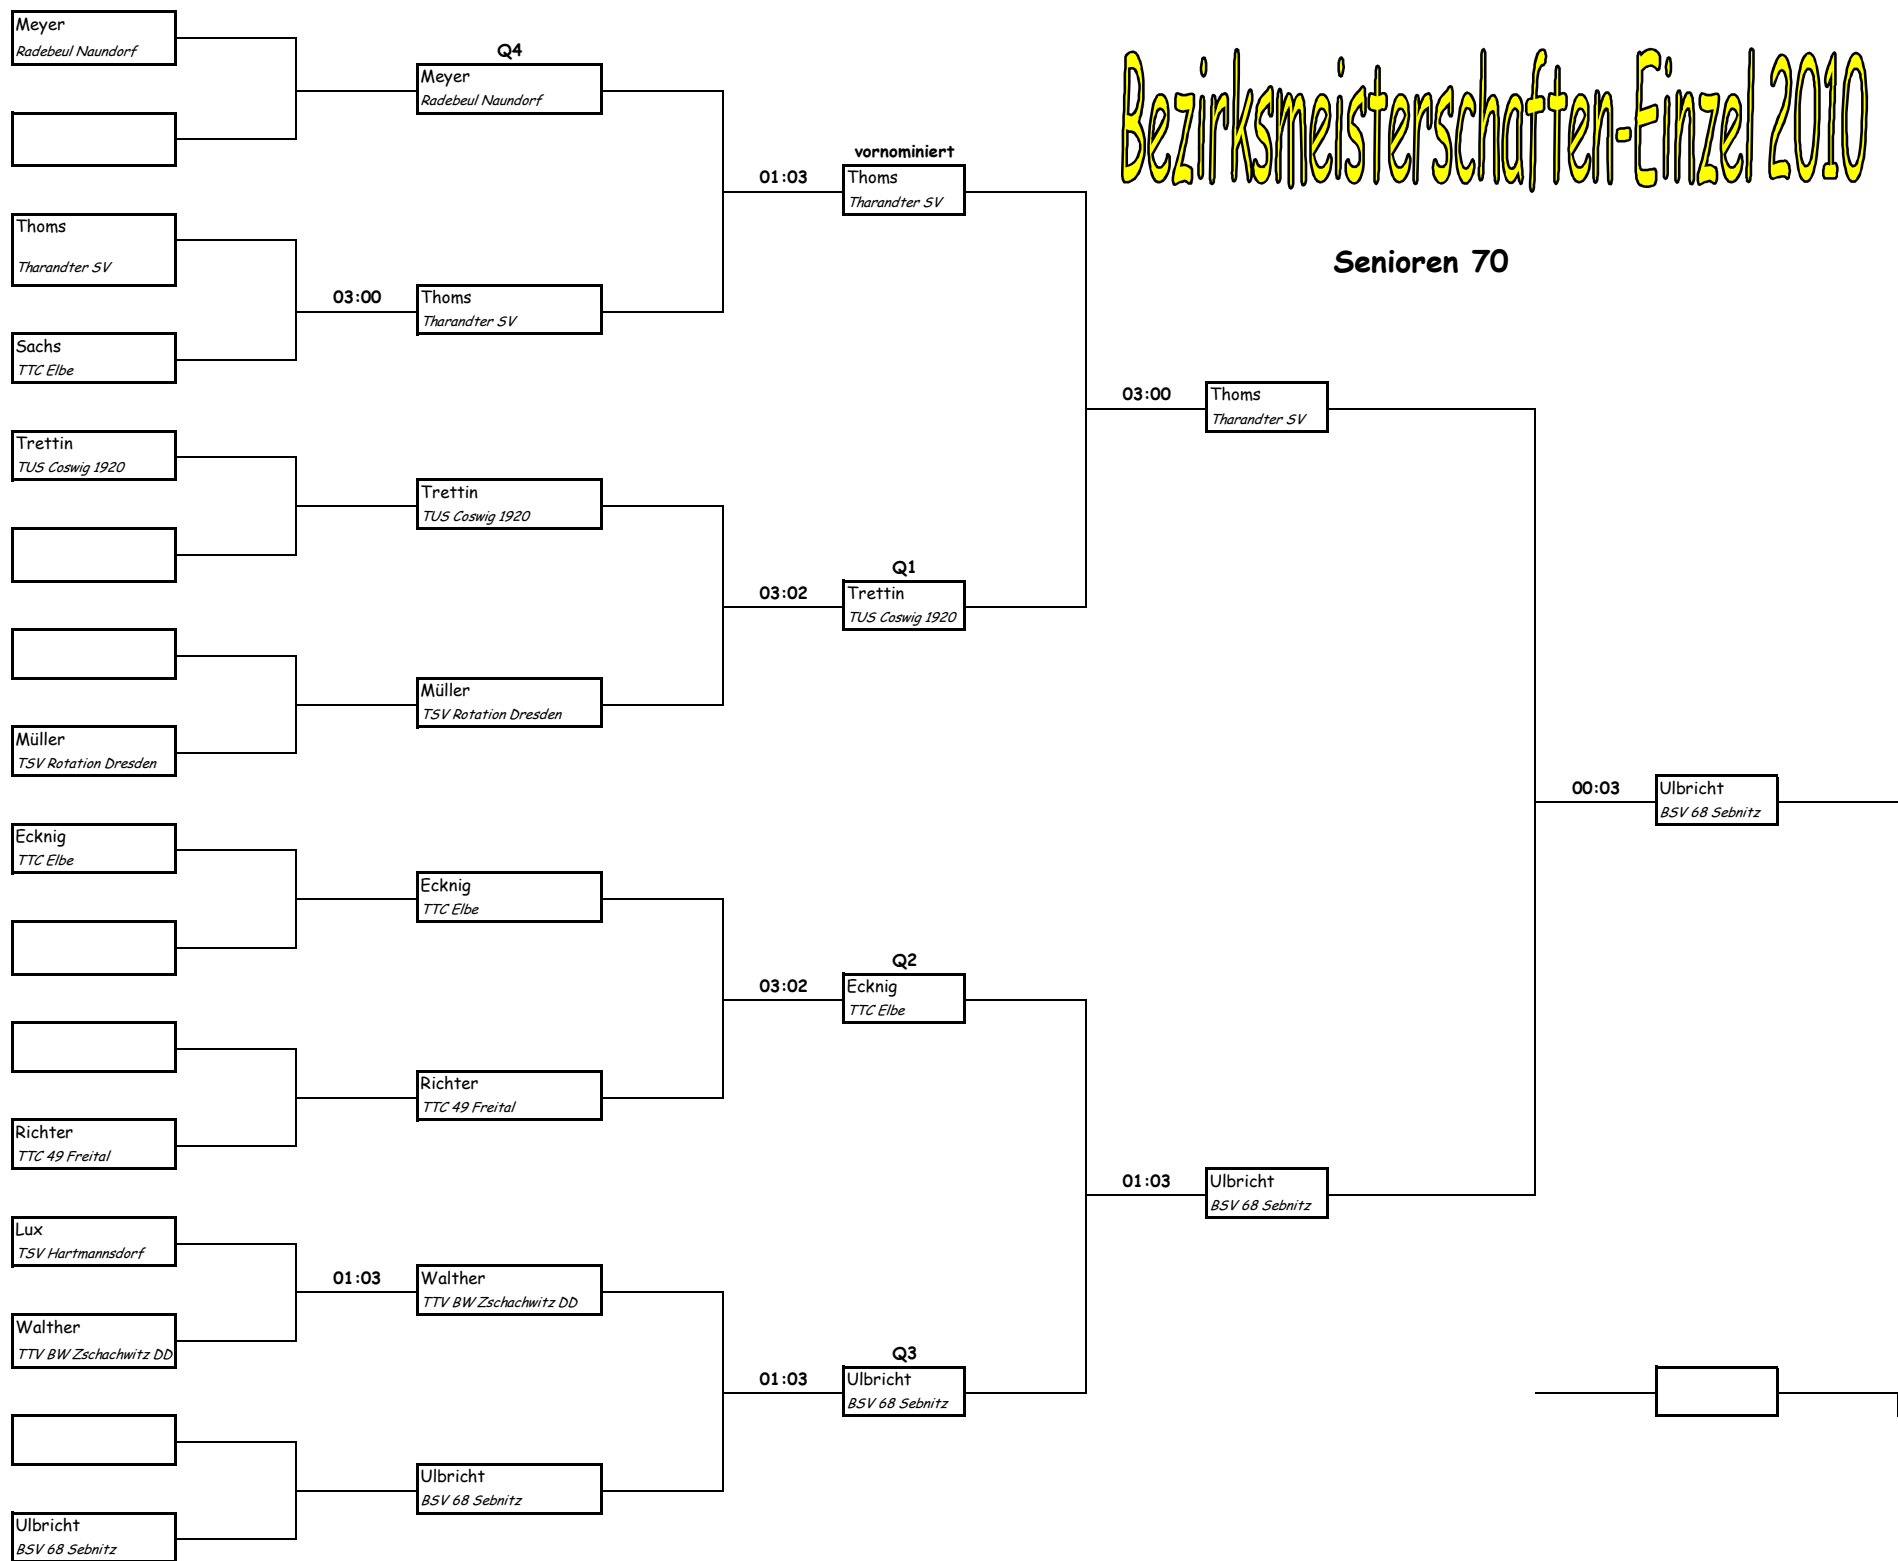 Bezirksmeisterschaften-Einzel 2010
Senioren 70
Meyer
Radebeul Naundorf
Thoms
Tharandter SV
Sachs
TTC Elbe
Trettin
TUS Coswig 1920
Müller
TSV Rotation Dresden
Ecknig
TTC Elbe
Richter
TTC 49 Freital
Lux
TSV Hartmannsdorf
Walther
TTV BW Zschachwitz DD
Ulbricht
BSV 68 Sebnitz
03:00
01:03
Q4
Meyer
Radebeul Naundorf
Thoms
Tharandter SV
Trettin
TUS Coswig 1920
Müller
TSV Rotation Dresden
Ecknig
TTC Elbe
Richter
TTC 49 Freital
Walther
TTV BW Zschachwitz DD
Ulbricht
BSV 68 Sebnitz
01:03
03:02
03:02
01:03
vornominiert
Thoms
Tharandter SV
Q1
Trettin
TUS Coswig 1920
Q2
Ecknig
TTC Elbe
Q3
Ulbricht
BSV 68 Sebnitz
03:00
01:03
Thoms
Tharandter SV
Ulbricht
BSV 68 Sebnitz
00:03
Ulbricht
BSV 68 Sebnitz